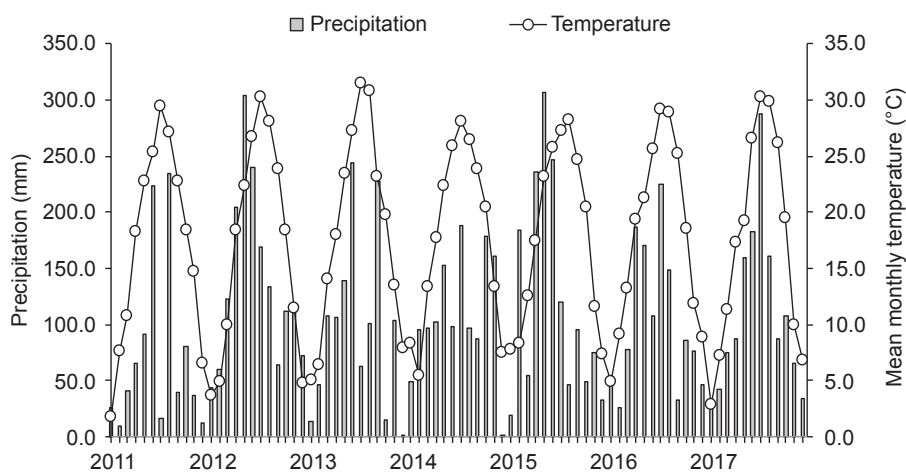 Precipitation Temperature
350.0 35.0
300.0 30.0
250.0 25.0
200.0 20.0
150.0 15.0
100.0 10.0
50.0 5.0
0.0 0.0
2011 2012 2013 2014 2015 2016 2017
Precipitation (mm)
Mean monthly temperature (°C)